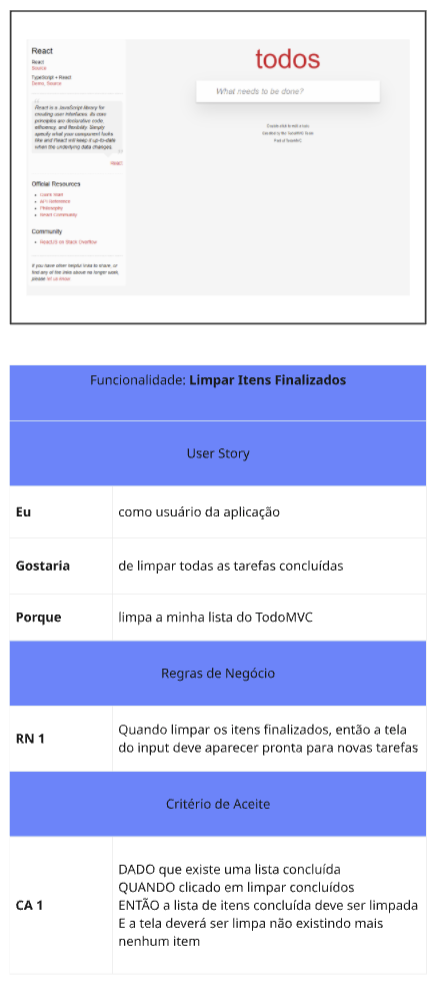 React
React
Source
TypeScript + React
Demo, Source
React is a JavaScript library for
creating user interfaces. Its core
principles are declarative code,
efficiency, and flexibility. Simply
specify what your component looks
like and React will keep it up-to-date
when the underlying data changes.
React
Official Resources
Quick Start
API Reference
Philosophy
React Community
Community
ReactJS on Stack Overflow
If you have other helpful links to share, or
find any of the links above no longer work,
please let us know.
todos
What needs to be done?
Double-click to edit a todo
Created by the TodoMVC Team
Part of TodoMVC
Funcionalidade: Limpar Itens Finalizados
User Story
Eu
como usuário da aplicação
Gostaria
de limpar todas as tarefas concluídas
Porque
limpa a minha lista do TodoMVC
Regras de Negócio
RN 1
Quando limpar os itens finalizados, então a tela
do input deve aparecer pronta para novas tarefas
Critério de Aceite
CA 1
DADO que existe uma lista concluída
QUANDO clicado em limpar concluídos
ENTÃO a lista de itens concluída deve ser limpada
E a tela deverá ser limpa não existindo mais
nenhum item